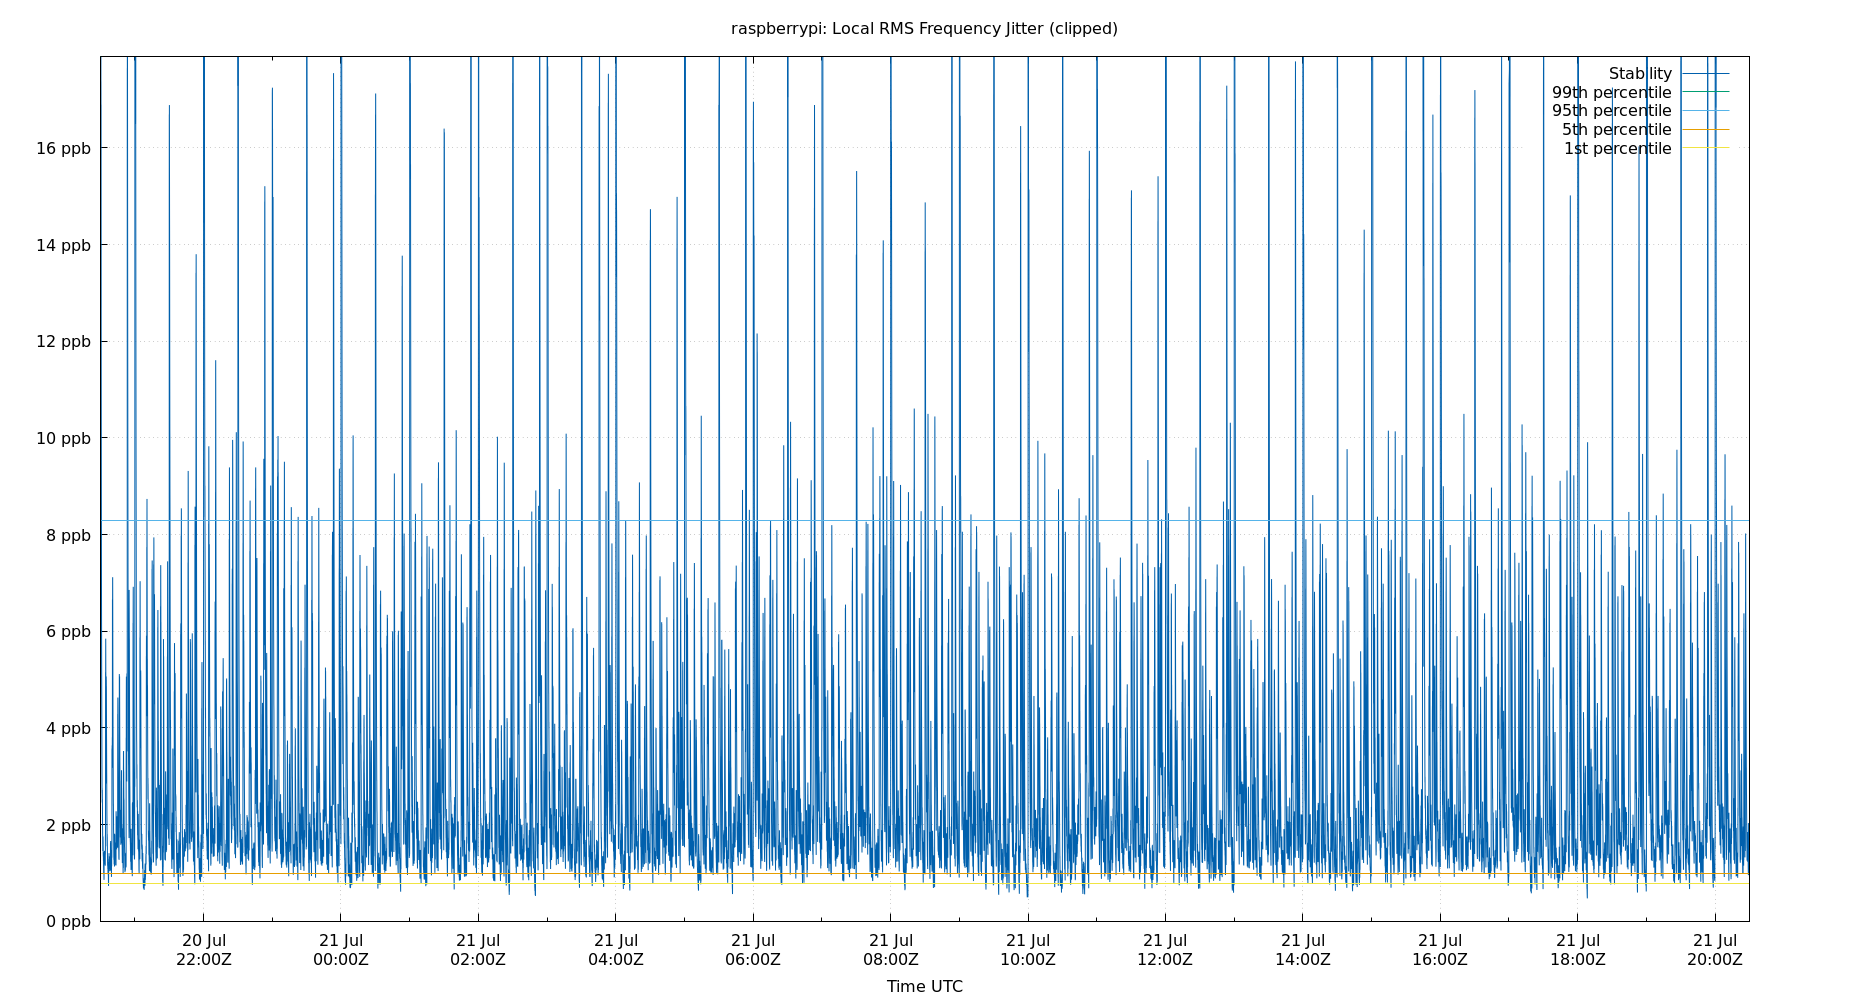 raspberrypi: Local RMS Frequency Jitter (clipped)
Stability
99th percentile
95th percentile
5th percentile
1st percentile
16 ppb
14 ppb
12 ppb
10 ppb
8 ppb
6 ppb
4 ppb
2 ppb
0 ppb
20 Jul 21 Jul 21 Jul 21 Jul 21 Jul 21 Jul 21 Jul 21 Jul 21 Jul 21 Jul 21 Jul 21 Jul
22:00Z 00:00Z 02:00Z 04:00Z 06:00Z 08:00Z 10:00Z 12:00Z 14:00Z 16:00Z 18:00Z 20:00Z
Time UTC